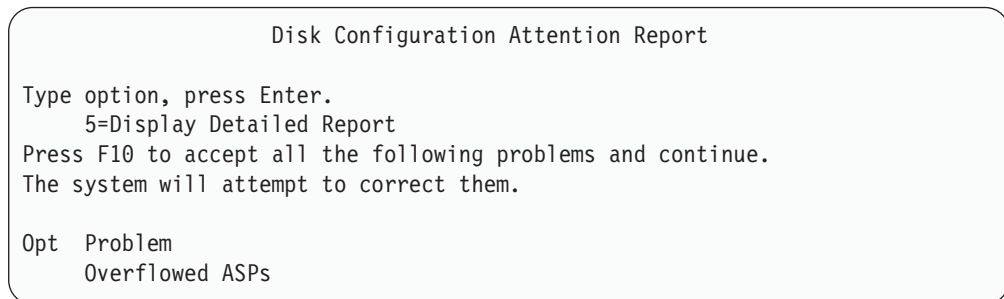 Disk Configuration Attention Report
Type option, press Enter.
5=Display Detailed Report
Press F10 to accept all the following problems and continue.
The system will attempt to correct them.
Opt Problem
Overflowed ASPs